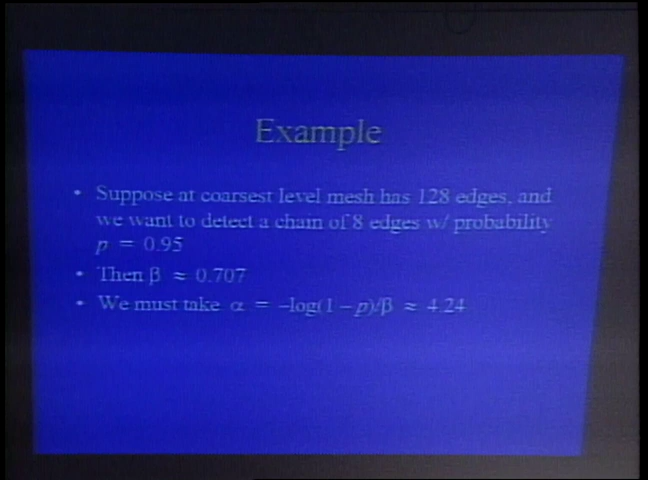 Example
• Suppose at coarsest level mesh has 128 edges, and
we want to detect a chain of 8 edges w/ probability
p = 0.95
• Then β ≈ 0.707
• We must take α = –log(1 – p)/β ≈ 4.24